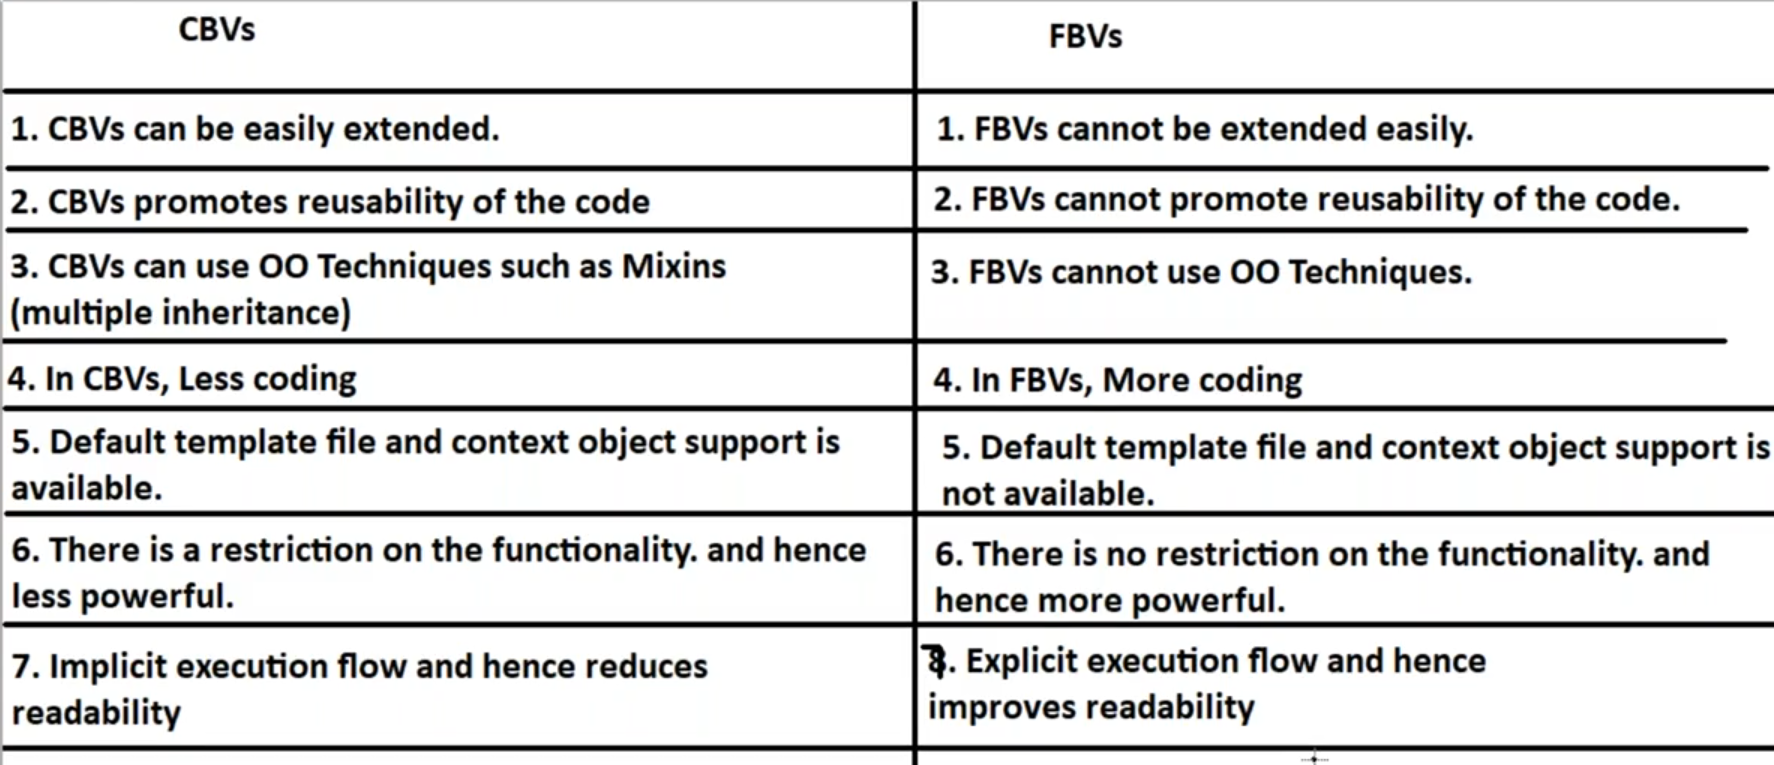 CBVs
FBVs
1. CBVs can be easily extended.
1. FBVs cannot be extended easily.
2. CBVs promotes reusability of the code
2. FBVs cannot promote reusability of the code.
3. CBVs can use OO Techniques such as Mixins
(multiple inheritance)
3. FBVs cannot use OO Techniques.
4. In CBVs, Less coding
4. In FBVs, More coding
5. Default template file and context object support is
available.
5. Default template file and context object support is
not available.
6. There is a restriction on the functionality. and hence
less powerful.
6. There is no restriction on the functionality. and
hence more powerful.
7. Implicit execution flow and hence reduces
readability
7. Explicit execution flow and hence
improves readability